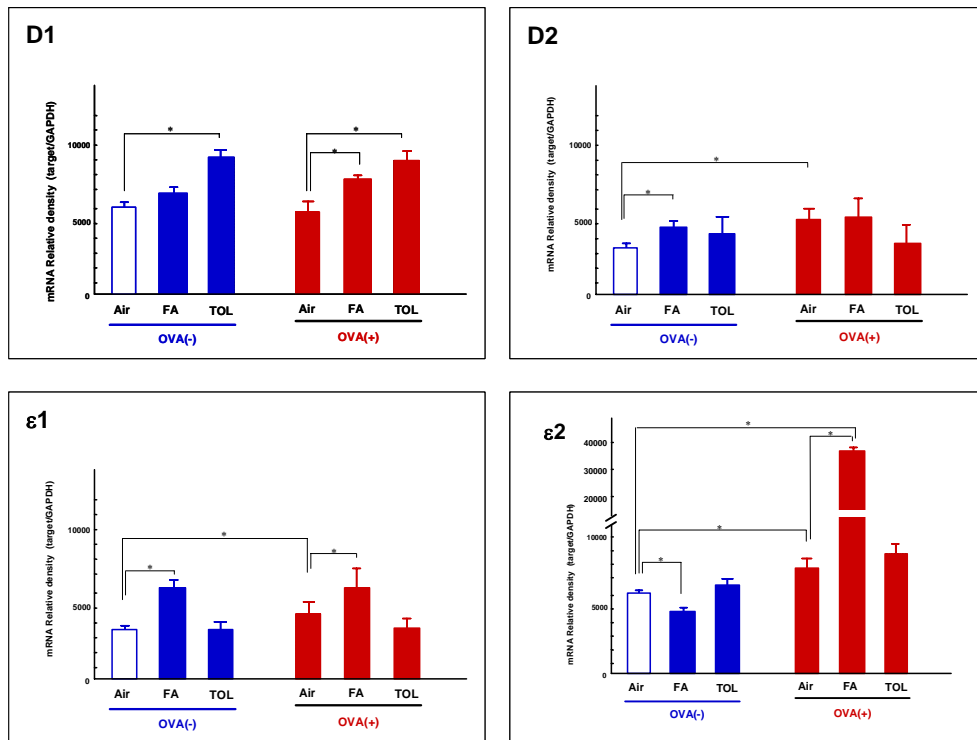 D1
mRNA Relative density (target/GAPDH)
10000
5000
0
*
*
*
Air FA TOL Air FA TOL
OVA(-) OVA(+)
D2
mRNA Relative density (target/GAPDH)
10000
5000
0
*
*
Air FA TOL Air FA TOL
OVA(-) OVA(+)
ε1
mRNA Relative density (target/GAPDH)
10000
5000
0
*
*
*
Air FA TOL Air FA TOL
OVA(-) OVA(+)
ε2
mRNA Relative density (target/GAPDH)
40000
30000
20000
10000
5000
0
*
*
*
*
Air FA TOL Air FA TOL
OVA(-) OVA(+)